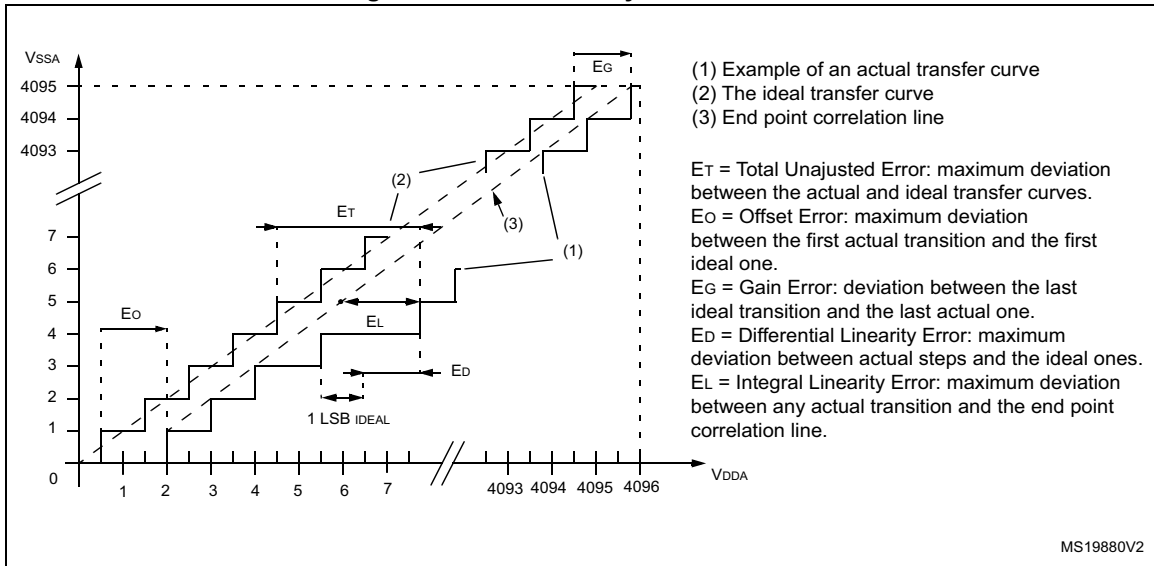 VSSA
4095
4094
4093
7
6
5
4
3
2
1
0
EO
ET
EL
ED
1 LSB IDEAL
EG
(2)
(3)
(1)
1 2 3 4 5 6 7 4093 4094 4095 4096
VDDA
(1) Example of an actual transfer curve
(2) The ideal transfer curve
(3) End point correlation line
ET = Total Unajusted Error: maximum deviation
between the actual and ideal transfer curves.
EO = Offset Error: maximum deviation
between the first actual transition and the first
ideal one.
EG = Gain Error: deviation between the last
ideal transition and the last actual one.
ED = Differential Linearity Error: maximum
deviation between actual steps and the ideal ones.
EL = Integral Linearity Error: maximum deviation
between any actual transition and the end point
correlation line.
MS19880V2